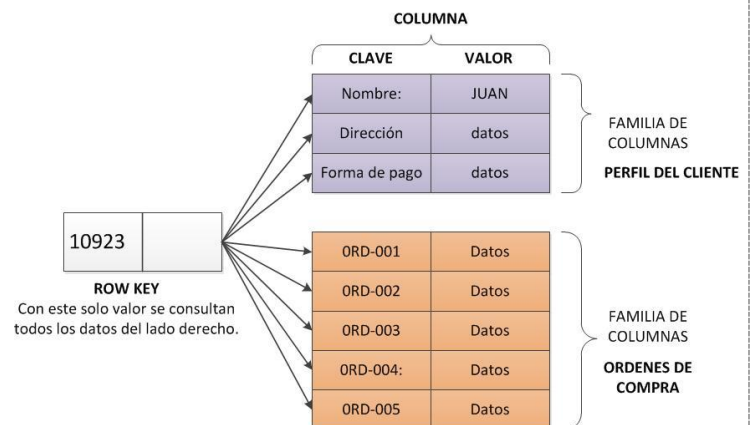 COLUMNA
CLAVE VALOR
Nombre: JUAN
Dirección datos
Forma de pago datos
FAMILIA DE
COLUMNAS
PERFIL DEL CLIENTE
10923
ROW KEY
Con este solo valor se consultan
todos los datos del lado derecho.
0RD-001 Datos
0RD-002 Datos
0RD-003 Datos
0RD-004: Datos
0RD-005 Datos
FAMILIA DE
COLUMNAS
ORDENES DE
COMPRA